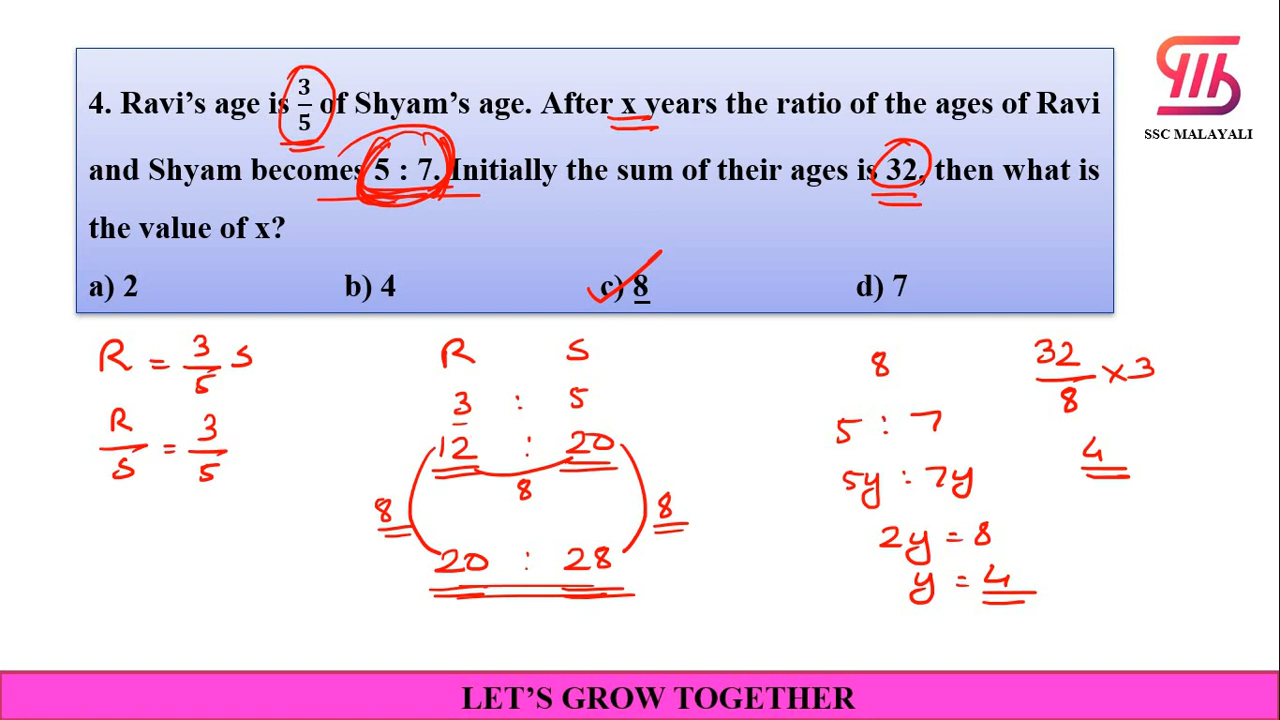 4. Ravi's age is 3/5 of Shyam's age. After x years the ratio of the ages of Ravi
and Shyam becomes 5 : 7. Initially the sum of their ages is 32, then what is
the value of x?
a) 2 b) 4 c) 8 d) 7
SSC MALAYALI
R = 3/5 S
R/S = 3/5
R S
3 : 5
12 : 20
8
8 8
20 : 28
8
5 : 7
5y : 7y
2y = 8
y = 4
32/8 × 3
4
LET'S GROW TOGETHER